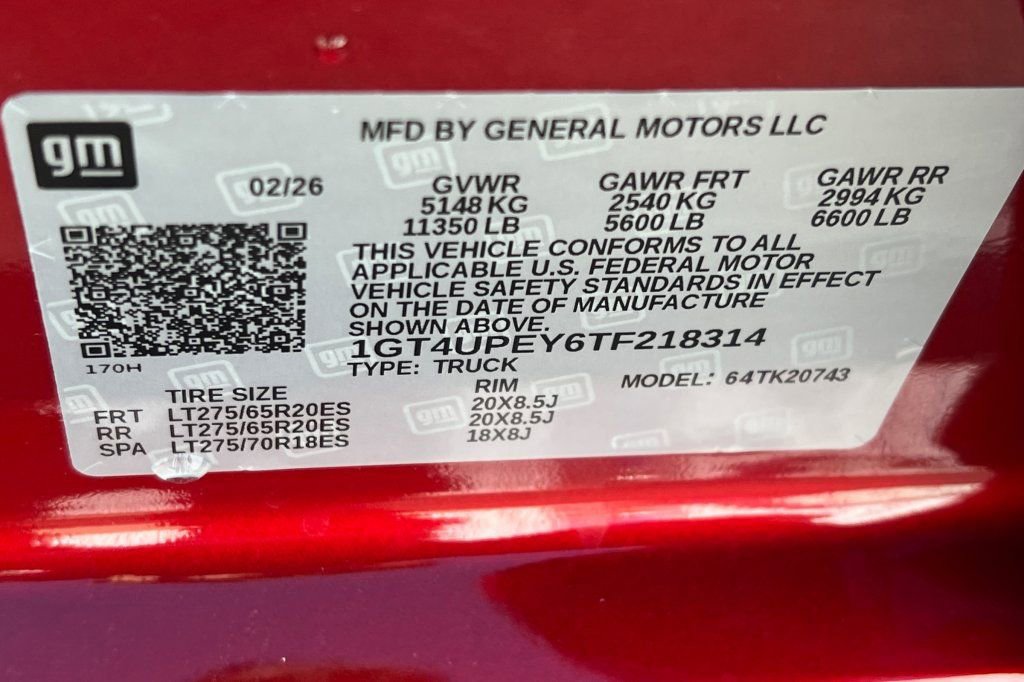 gm
MFD BY GENERAL MOTORS LLC
02/26
GVWR GAWR FRT GAWR RR
5148 KG 2540 KG 2994 KG
11350 LB 5600 LB 6600 LB
THIS VEHICLE CONFORMS TO ALL
APPLICABLE U.S. FEDERAL MOTOR
VEHICLE SAFETY STANDARDS IN EFFECT
ON THE DATE OF MANUFACTURE
SHOWN ABOVE.
1GT4UPEY6TF218314
170H
TYPE: TRUCK MODEL: 64TK20743
TIRE SIZE RIM
FRT LT275/65R20ES 20X8.5J
RR LT275/65R20ES 20X8.5J
SPA LT275/70R18ES 18X8J